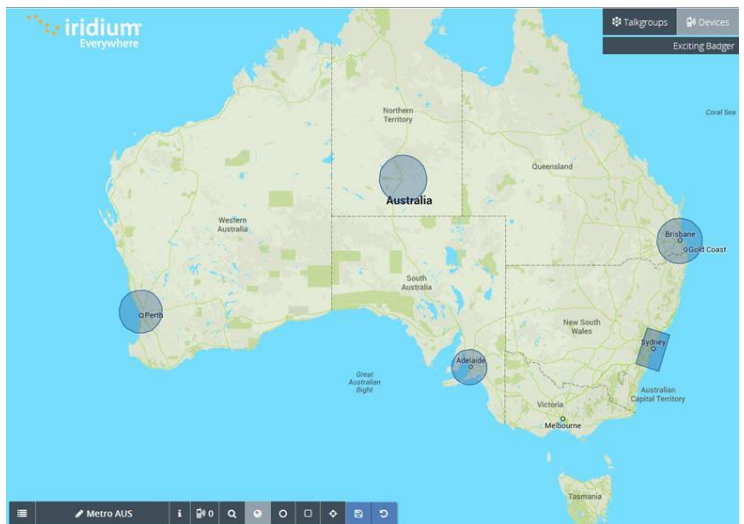 iridium
Everywhere
Talkgroups
Devices
Exciting Badger
Coral Sea
Northern
Territory
Queensland
Australia
Western
Australia
Brisbane
Gold Coast
South
Australia
Perth
New South
Wales
Sydney
Adelaide
Great
Australian
Bight
Australian
Capital Territory
Victoria
Melbourne
Tasmania
Metro AUS
i
0